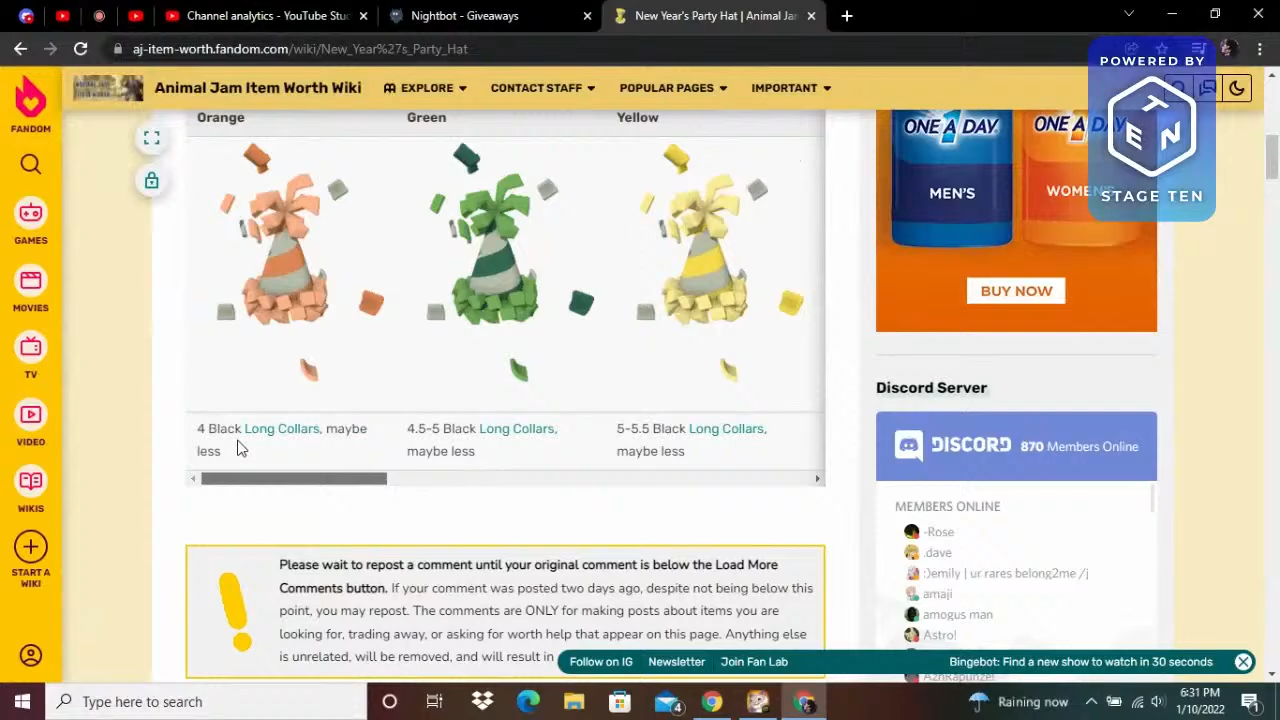 Channel analytics - YouTube Stu
Nightbot - Giveaways
New Year's Party Hat | Animal Ja
aj-item-worth.fandom.com/wiki/New_Year%27s_Party_Hat
POWERED BY
TEN
STAGE TEN
FANDOM
Animal Jam Item Worth Wiki
EXPLORE
CONTACT STAFF
POPULAR PAGES
IMPORTANT
GAMES
MOVIES
TV
VIDEO
WIKIS
START A
WIKI
Orange
Green
Yellow
4 Black Long Collars, maybe
less
4.5-5 Black Long Collars,
maybe less
5-5.5 Black Long Collars,
maybe less
Please wait to repost a comment until your original comment is below the Load More
Comments button. If your comment was posted two days ago, despite not being below this
point, you may repost. The comments are ONLY for making posts about items you are
looking for, trading away, or asking for worth help that appear on this page. Anything else
is unrelated, will be removed, and will result in
ONE A DAY
ONE A DAY
MEN'S
WOMEN'S
BUY NOW
Discord Server
DISCORD
870 Members Online
MEMBERS ONLINE
-Rose
.dave
:)emily | ur rares belong2me /j
amaji
amogus man
Astro!
AzhRapunzel
Follow on IG
Newsletter
Join Fan Lab
Bingebot: Find a new show to watch in 30 seconds
Type here to search
4
Raining now
6:31 PM
1/10/2022
1